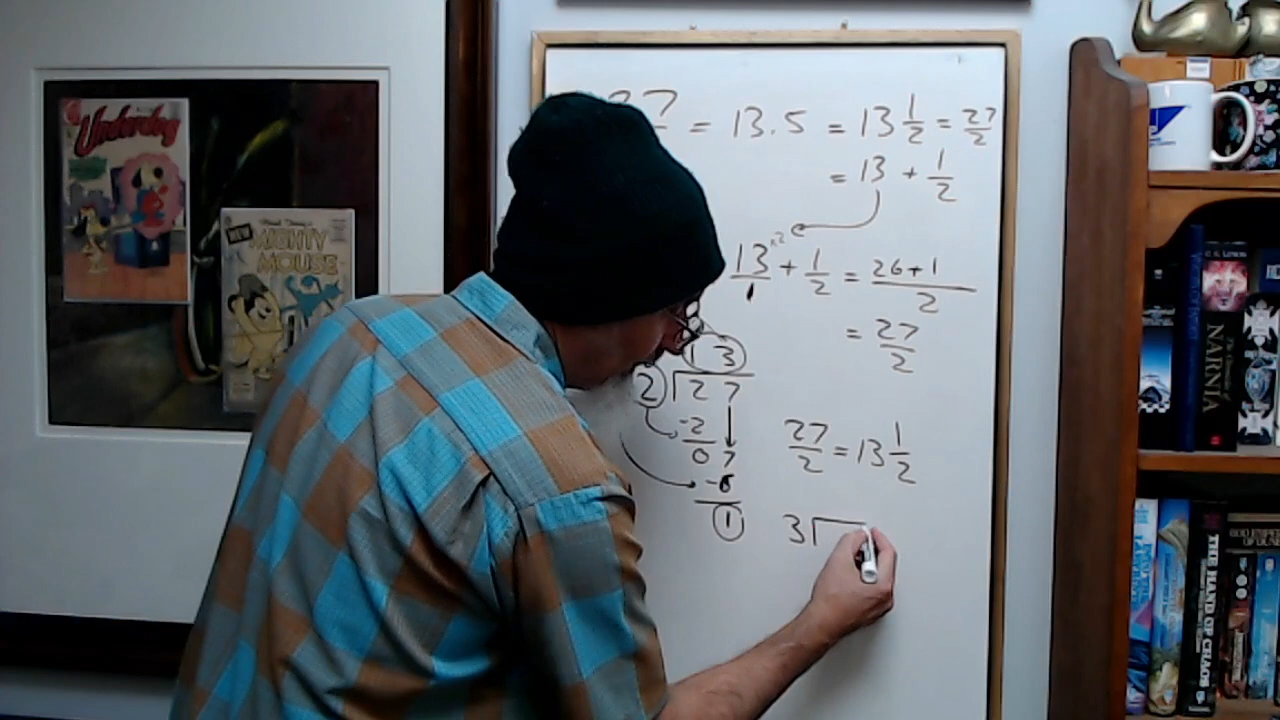 Underdog
NEW
MIGHTY
MOUSE
27 = 13.5 = 13 1/2 = 27/2
= 13 + 1/2
13/1 x2 + 1/2 = 26+1/2
= 27/2
13
2 27
-2
07
-6
1
27/2 = 13 1/2
3
NARNIA
THE HAND OF CHAOS